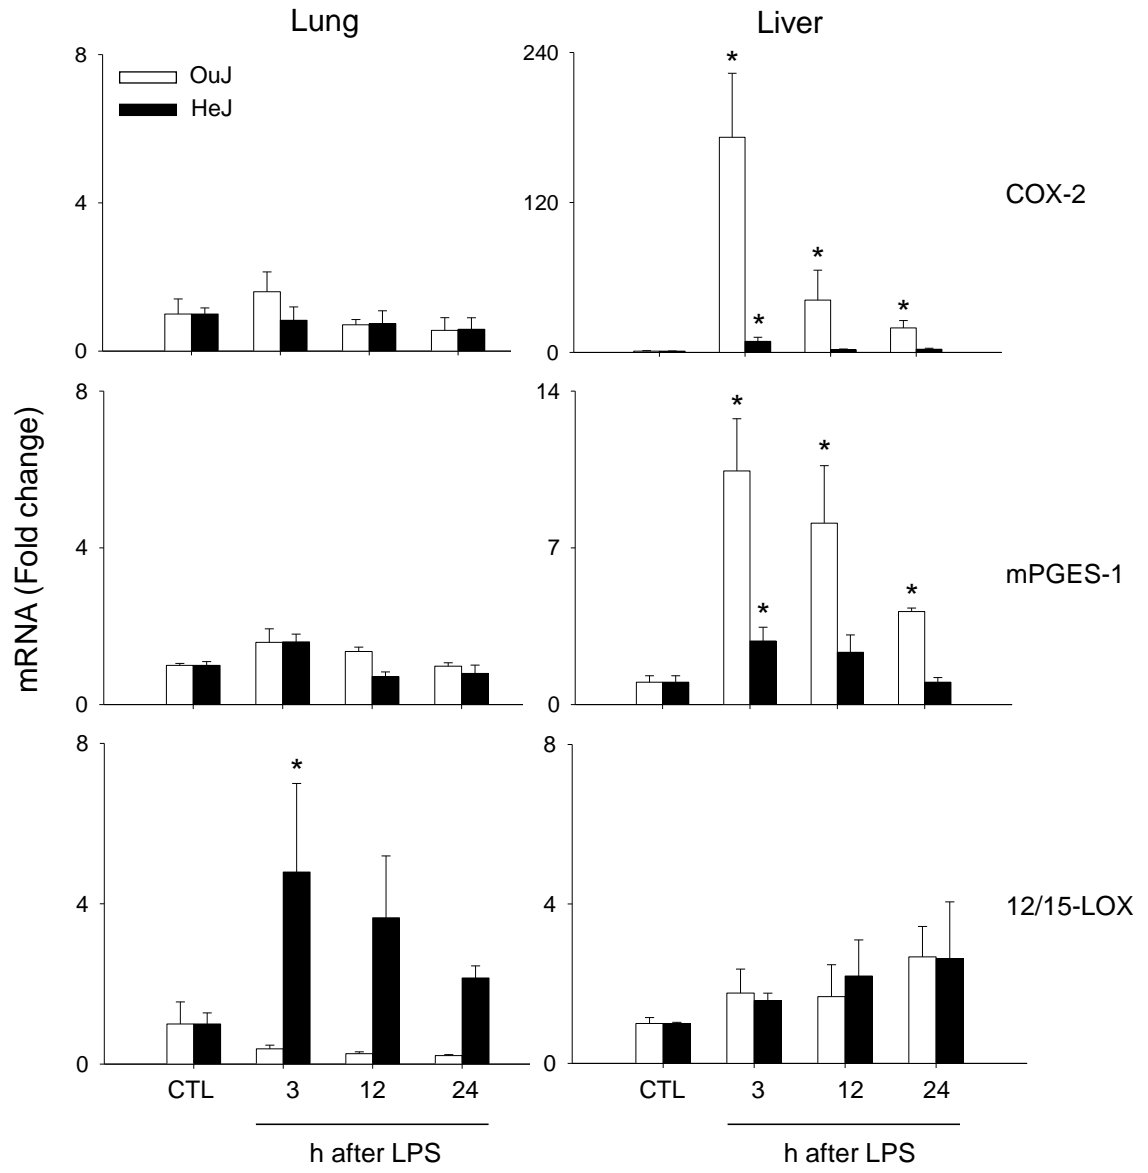 Lung
Liver
8
4
0
OuJ
HeJ
*
240
120
0
*
*
*
*
COX-2
mRNA (Fold change)
8
4
0
14
7
0
*
*
*
*
mPGES-1
8
4
0
*
8
4
0
12/15-LOX
CTL 3 12 24
CTL 3 12 24
h after LPS
h after LPS